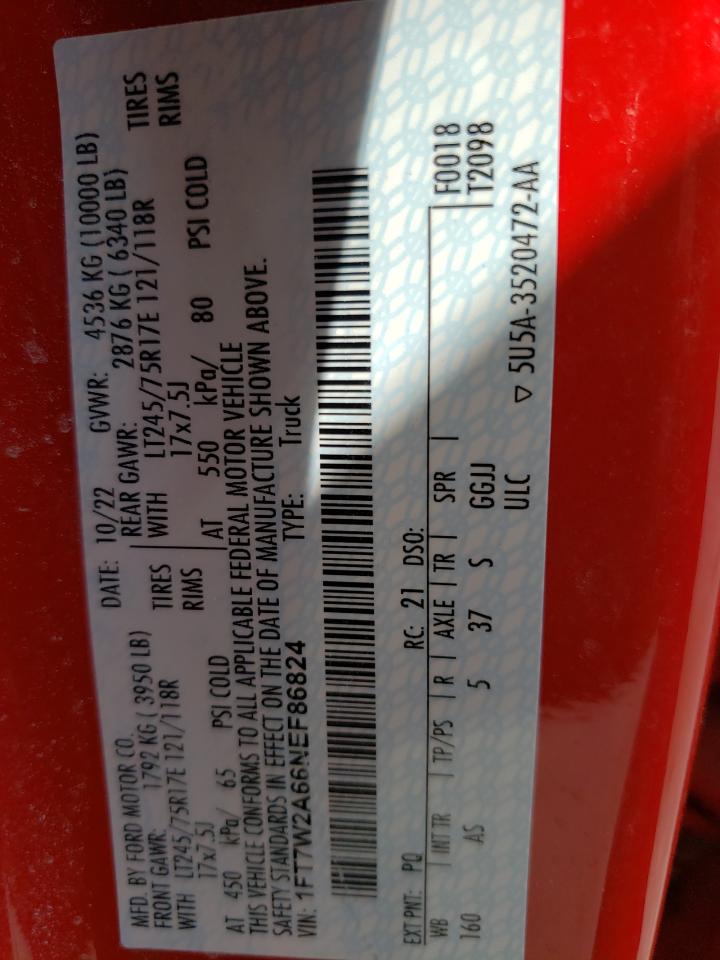 MFD. BY FORD MOTOR CO.
DATE: 10/22 GVWR: 4536 KG (10000 LB)
FRONT GAWR: 1792 KG ( 3950 LB) REAR GAWR: 2876 KG ( 6340 LB)
WITH LT245/75R17E 121/118R TIRES WITH LT245/75R17E 121/118R TIRES
17x7.5J RIMS 17x7.5J RIMS
AT 450 kPa/ 65 PSI COLD AT 550 kPa/ 80 PSI COLD
THIS VEHICLE CONFORMS TO ALL APPLICABLE FEDERAL MOTOR VEHICLE
SAFETY STANDARDS IN EFFECT ON THE DATE OF MANUFACTURE SHOWN ABOVE.
VIN: 1FT7W2A66NEF86824 TYPE: Truck
EXT PNT: PQ RC: 21 DSO: F0018
WB INT TR TP/PS R AXLE TR SPR T2098
160 AS 5 37 S GGJJ
ULC ▽ 5U5A-3520472-AA